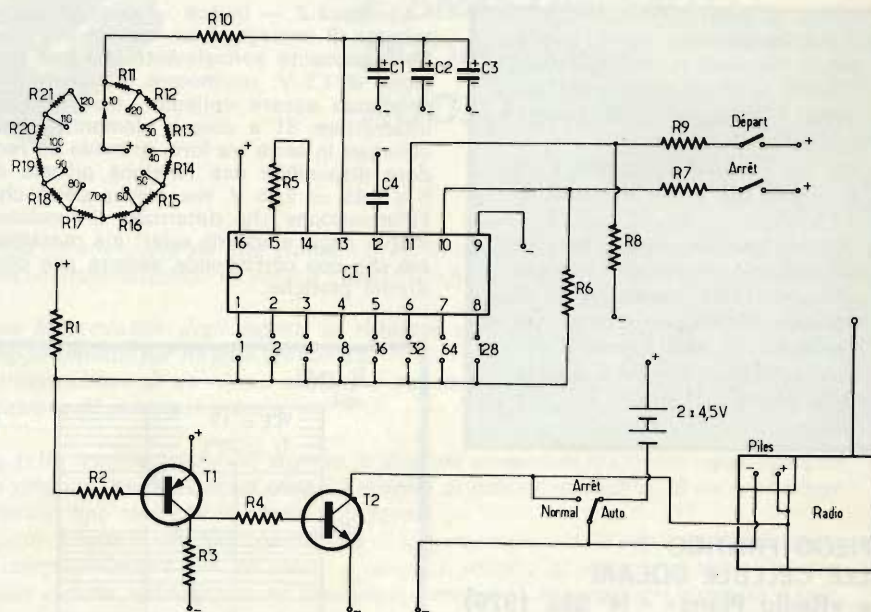 R10
R11
R12
R13
R14
R15
R16
R17
R18
R19
R20
R21
10
20
30
40
50
60
70
80
90
100
110
120
+ C1 + C2 + C3
- - -
R9 Départ +
R7 Arrêt +
+ R5 - C4
R8
-
R6
16 15 14 13 12 11 10 9 -
CI 1
1 2 3 4 5 6 7 8
1 2 4 8 16 32 64 128
+
R1
+
2 x 4,5V
Piles
- +
Radio
+
R2 T1 R4 T2
R3
Arrêt
Normal Auto
- - -